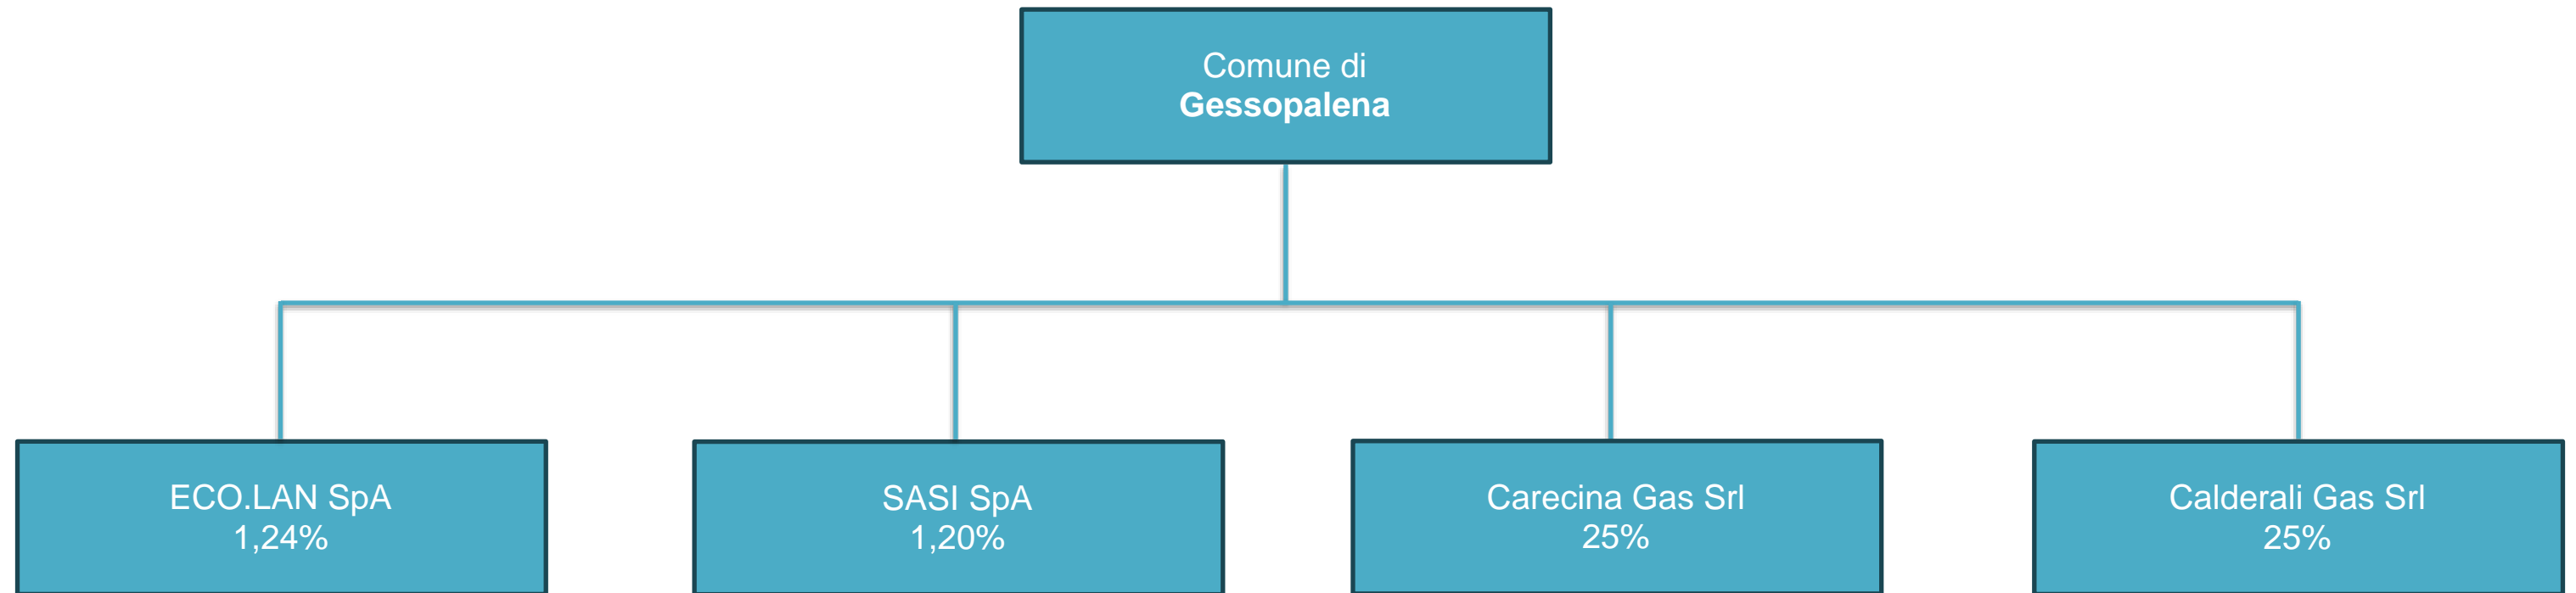 Comune di
Gessopalena
ECO.LAN SpA
1,24%
SASI SpA
1,20%
Carecina Gas Srl
25%
Calderali Gas Srl
25%